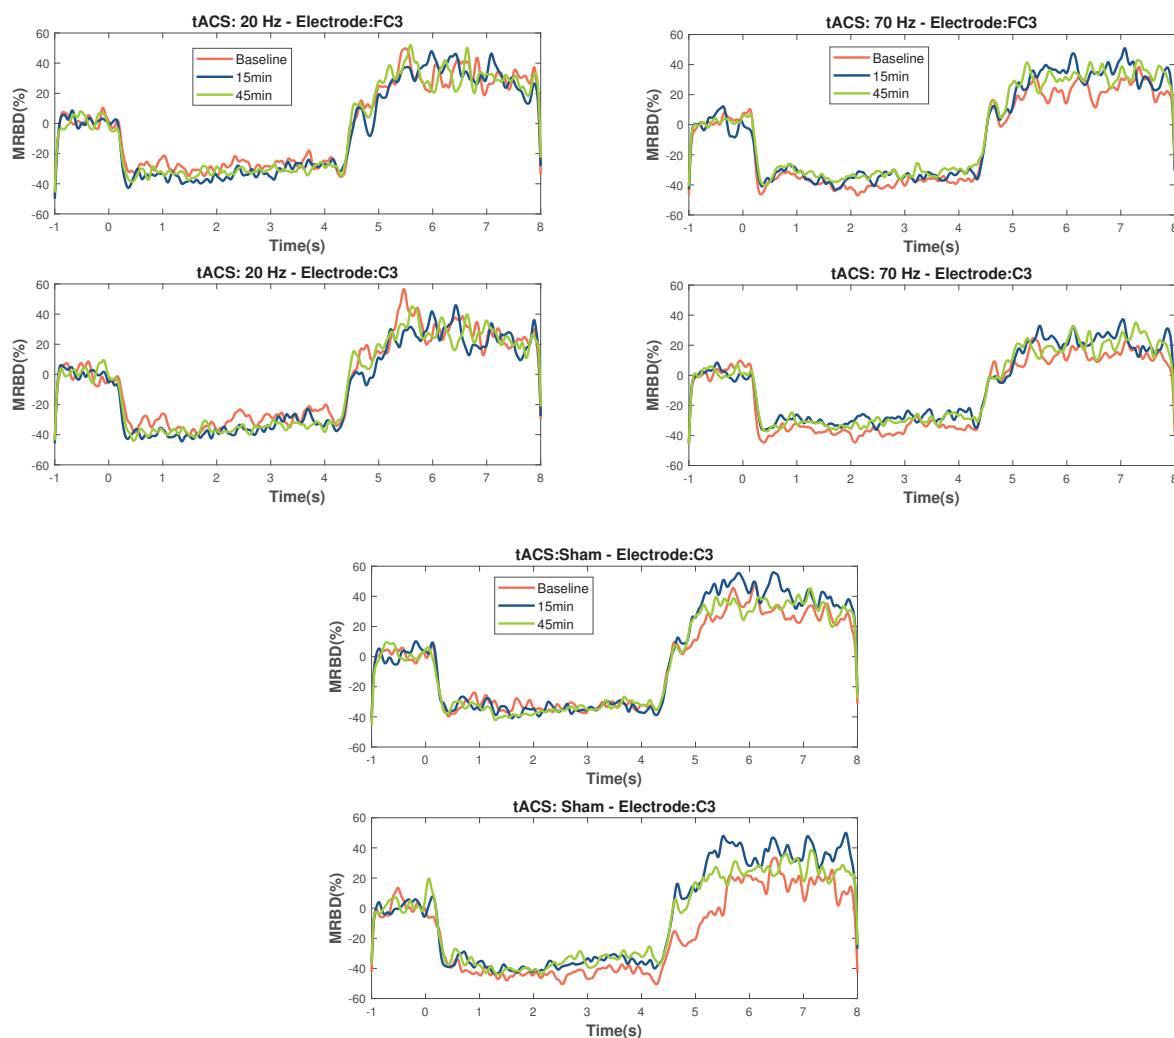 tACS: 20 Hz - Electrode:FC3
60
40
20
0
-20
-40
-60
MRBD(%)
Baseline
15min
45min
-1 0 1 2 3 4 5 6 7 8
Time(s)
tACS: 70 Hz - Electrode:FC3
60
40
20
0
-20
-40
-60
MRBD(%)
Baseline
15min
45min
-1 0 1 2 3 4 5 6 7 8
Time(s)
tACS: 20 Hz - Electrode:C3
60
40
20
0
-20
-40
-60
MRBD(%)
-1 0 1 2 3 4 5 6 7 8
Time(s)
tACS: 70 Hz - Electrode:C3
60
40
20
0
-20
-40
-60
MRBD(%)
-1 0 1 2 3 4 5 6 7 8
Time(s)
tACS:Sham - Electrode:C3
60
40
20
0
-20
-40
-60
MRBD(%)
Baseline
15min
45min
-1 0 1 2 3 4 5 6 7 8
Time(s)
tACS: Sham - Electrode:C3
60
40
20
0
-20
-40
-60
MRBD(%)
-1 0 1 2 3 4 5 6 7 8
Time(s)